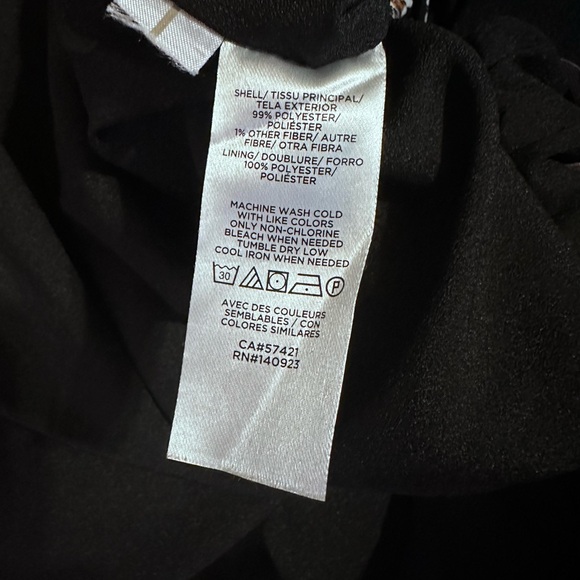 SHELL/ TISSU PRINCIPAL/
TELA EXTERIOR
99% POLYESTER/
POLIÉSTER
1% OTHER FIBER/ AUTRE
FIBRE/ OTRA FIBRA
LINING/ DOUBLURE/ FORRO
100% POLYESTER/
POLIÉSTER
MACHINE WASH COLD
WITH LIKE COLORS
ONLY NON-CHLORINE
BLEACH WHEN NEEDED
TUMBLE DRY LOW
COOL IRON WHEN NEEDED
30 P
AVEC DES COULEURS
SEMBLABLES / CON
COLORES SIMILARES
CA#57421
RN#140923